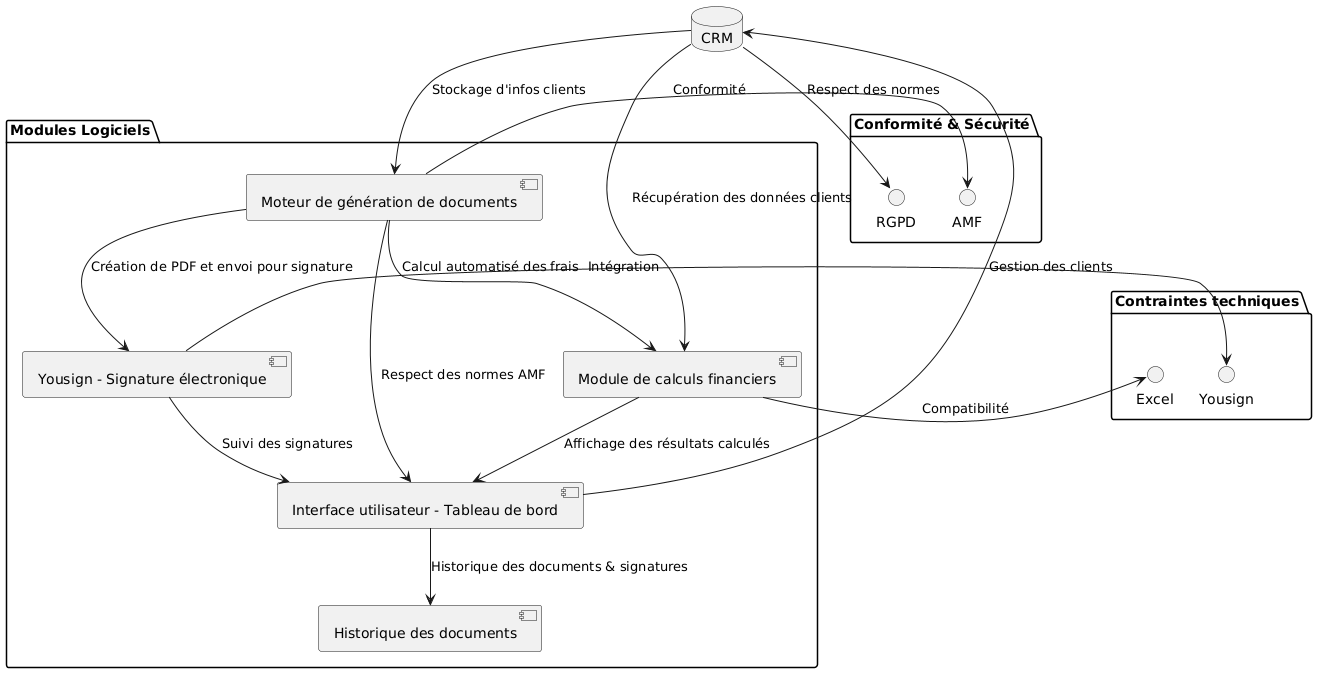 CRM
Stockage d'infos clients
Conformité
Respect des normes
Modules Logiciels
Conformité & Sécurité
Moteur de génération de documents
Récupération des données clients
RGPD
AMF
Création de PDF et envoi pour signature
Calcul automatisé des frais
Intégration
Gestion des clients
Contraintes techniques
Yousign - Signature électronique
Respect des normes AMF
Module de calculs financiers
Excel
Yousign
Compatibilité
Suivi des signatures
Affichage des résultats calculés
Interface utilisateur - Tableau de bord
Historique des documents & signatures
Historique des documents